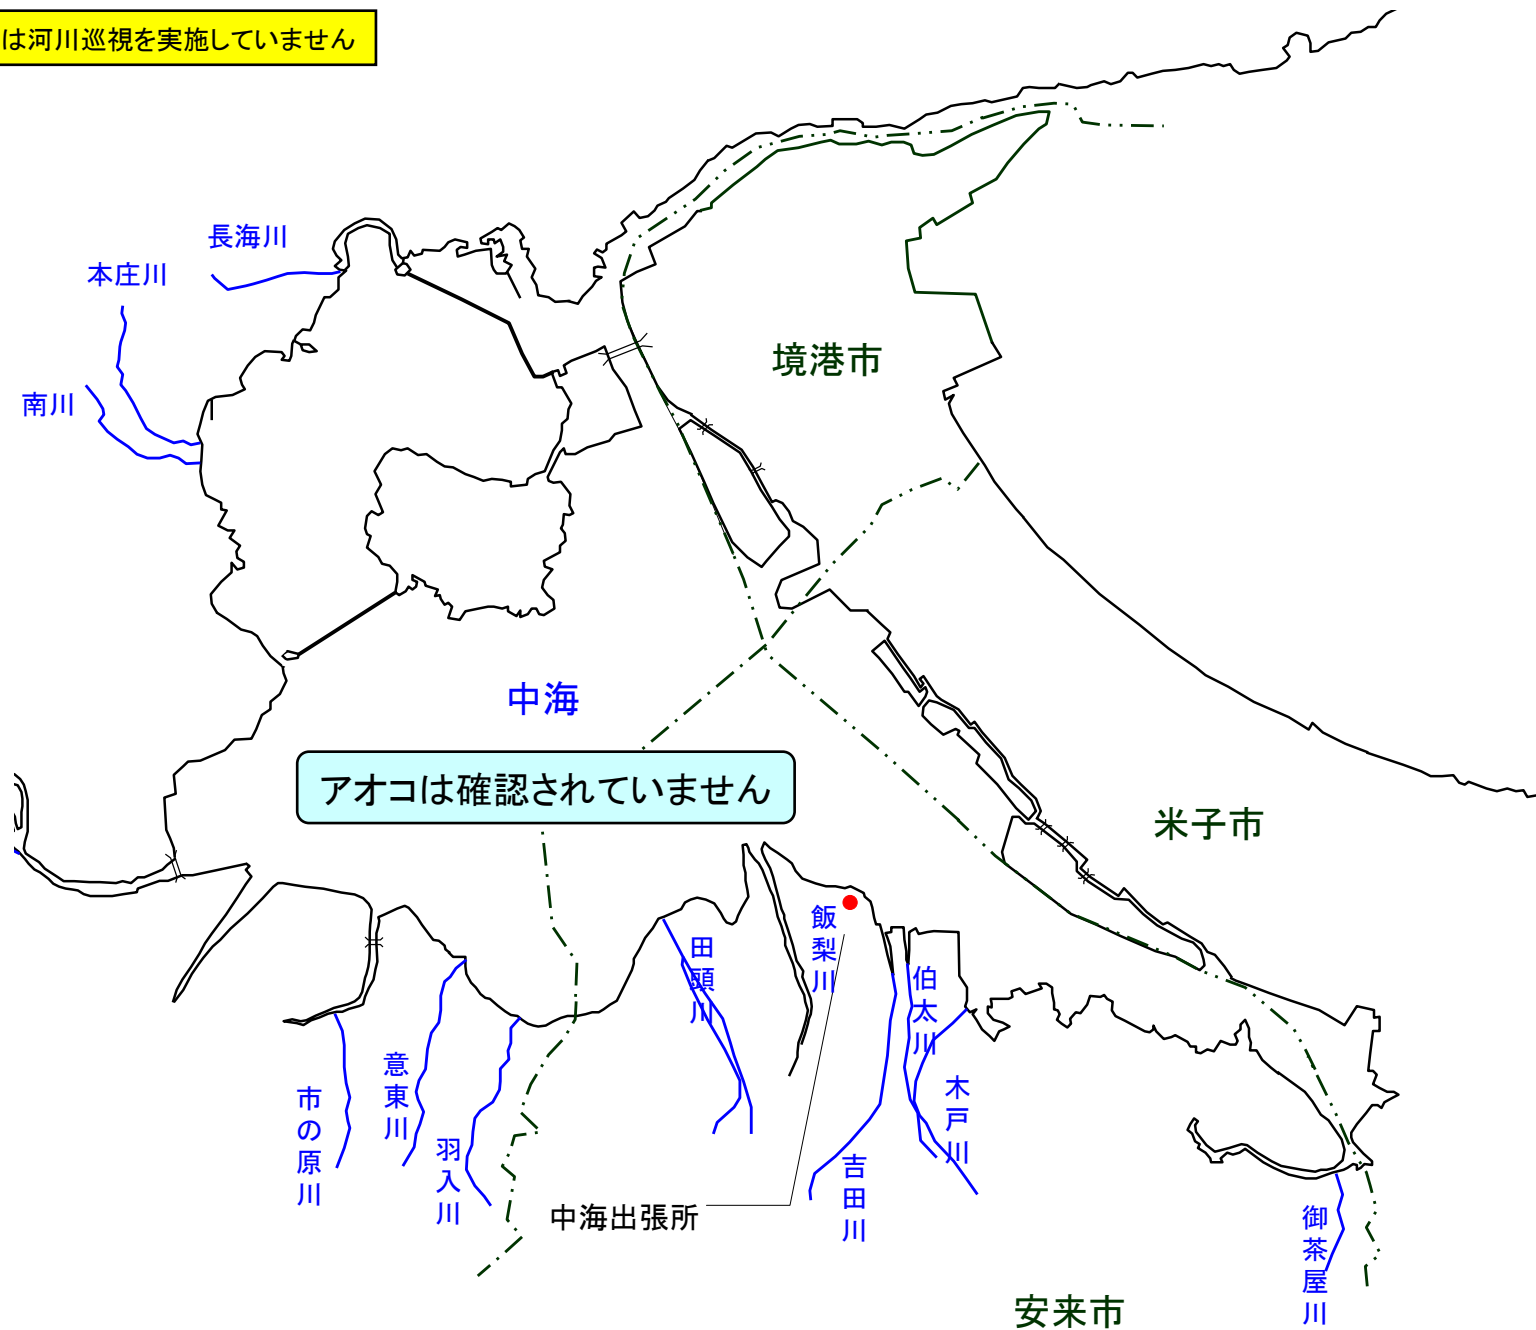 は河川巡視を実施していません
長海川
本庄川
南川
境港市
中海
アオコは確認されていません
米子市
飯梨川
田頭川
伯太川
意東川
木戸川
市の原川
羽入川
吉田川
中海出張所
御茶屋川
安来市